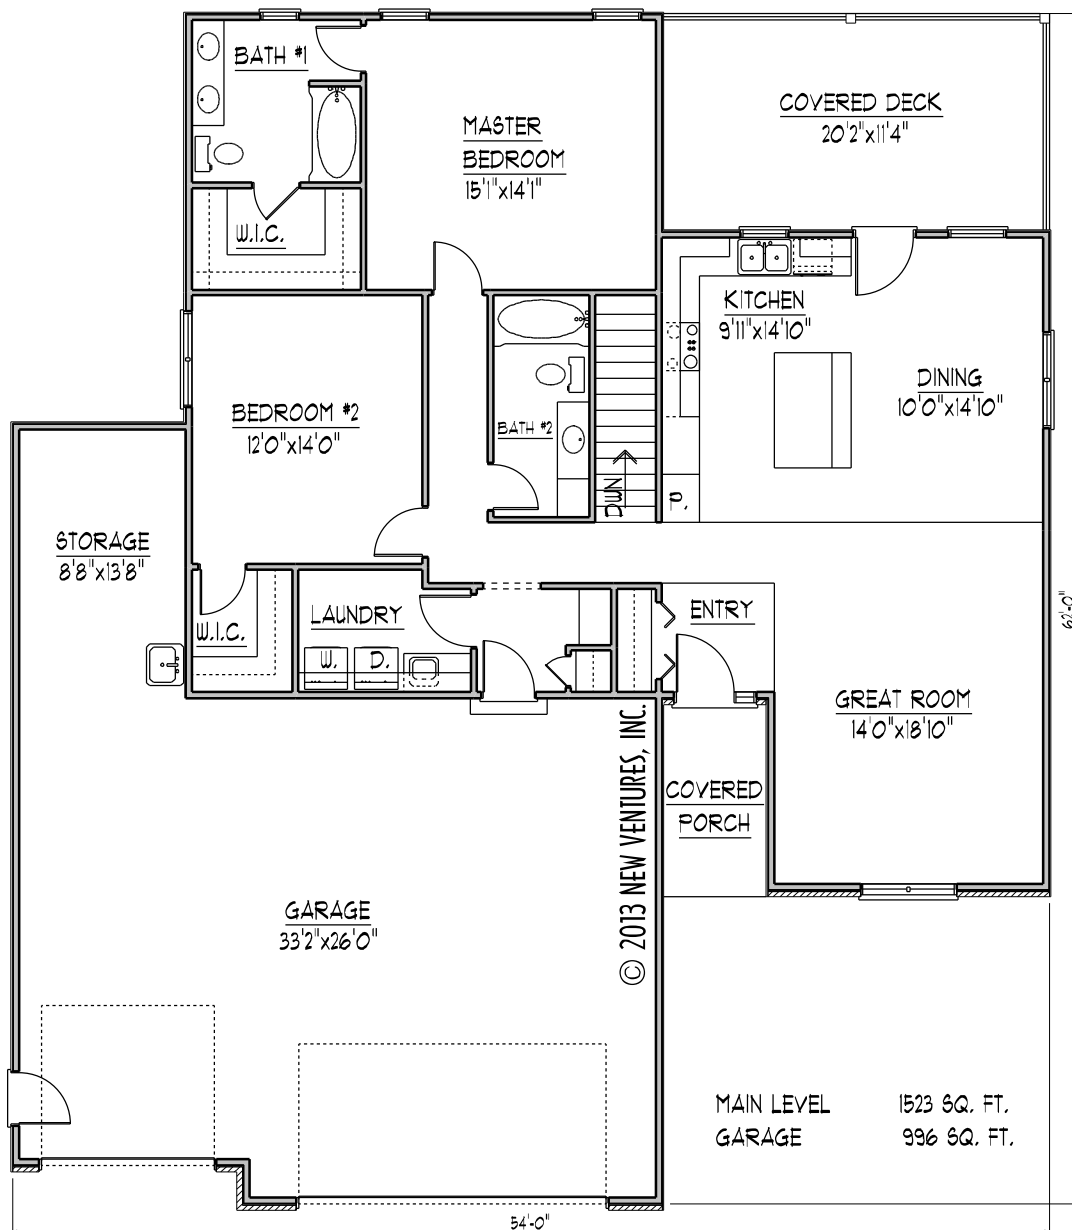 BATH #1
MASTER
BEDROOM
15'1"x14'1"
COVERED DECK
20'2"x11'4"
W.I.C.
KITCHEN
9'11"x14'10"
DINING
10'0"x14'10"
BEDROOM #2
12'0"x14'0"
BATH #2
DWN
P.
STORAGE
8'8"x13'8"
W.I.C.
LAUNDRY
W.
D.
ENTRY
62'-0"
GREAT ROOM
14'0"x18'10"
COVERED
PORCH
© 2013 NEW VENTURES, INC.
GARAGE
33'2"x26'0"
MAIN LEVEL 1523 SQ. FT.
GARAGE 996 SQ. FT.
54'-0"